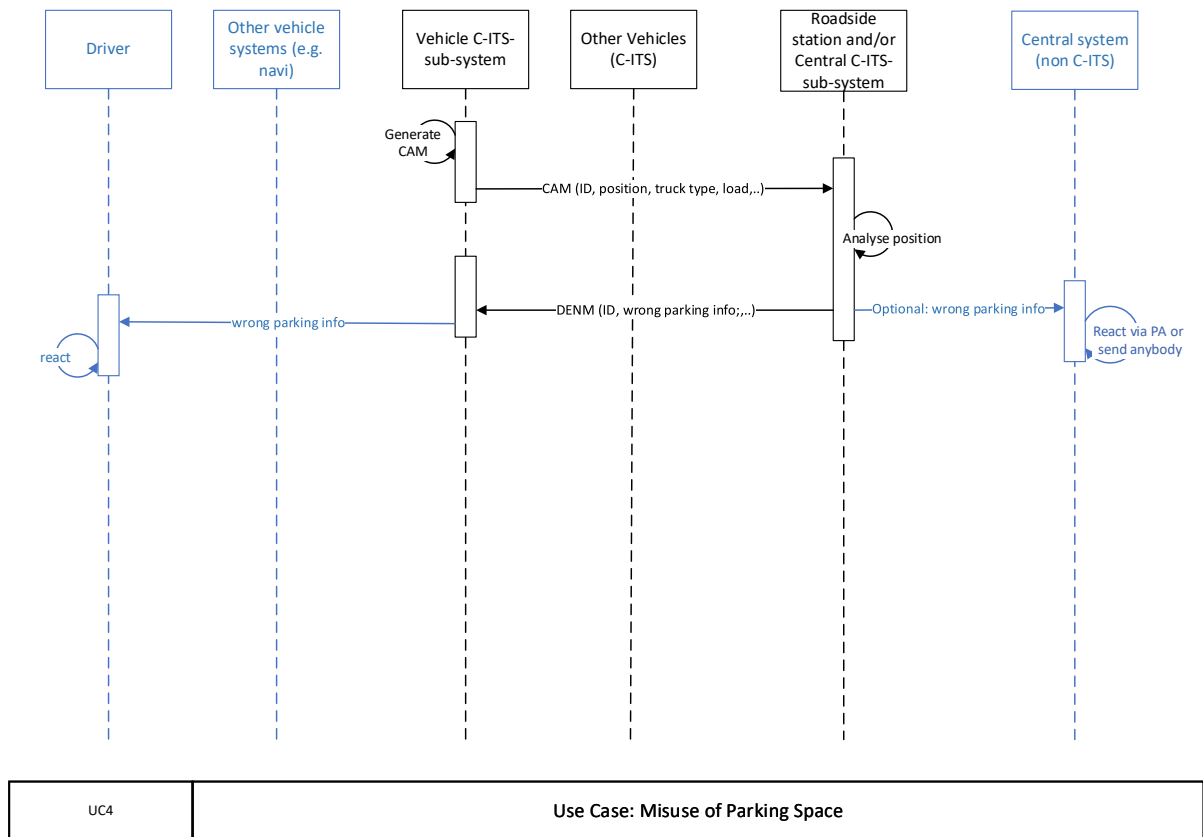 Driver
Other vehicle
systems (e.g.
navi)
Vehicle C-ITS-
sub-system
Other Vehicles
(C-ITS)
Roadside
station and/or
Central C-ITS-
sub-system
Central system
(non C-ITS)
Generate
CAM
CAM (ID, position, truck type, load,..)
Analyse position
DENM (ID, wrong parking info;,..)
Optional: wrong parking info
wrong parking info
React via PA or
send anybody
react
UC4
Use Case: Misuse of Parking Space